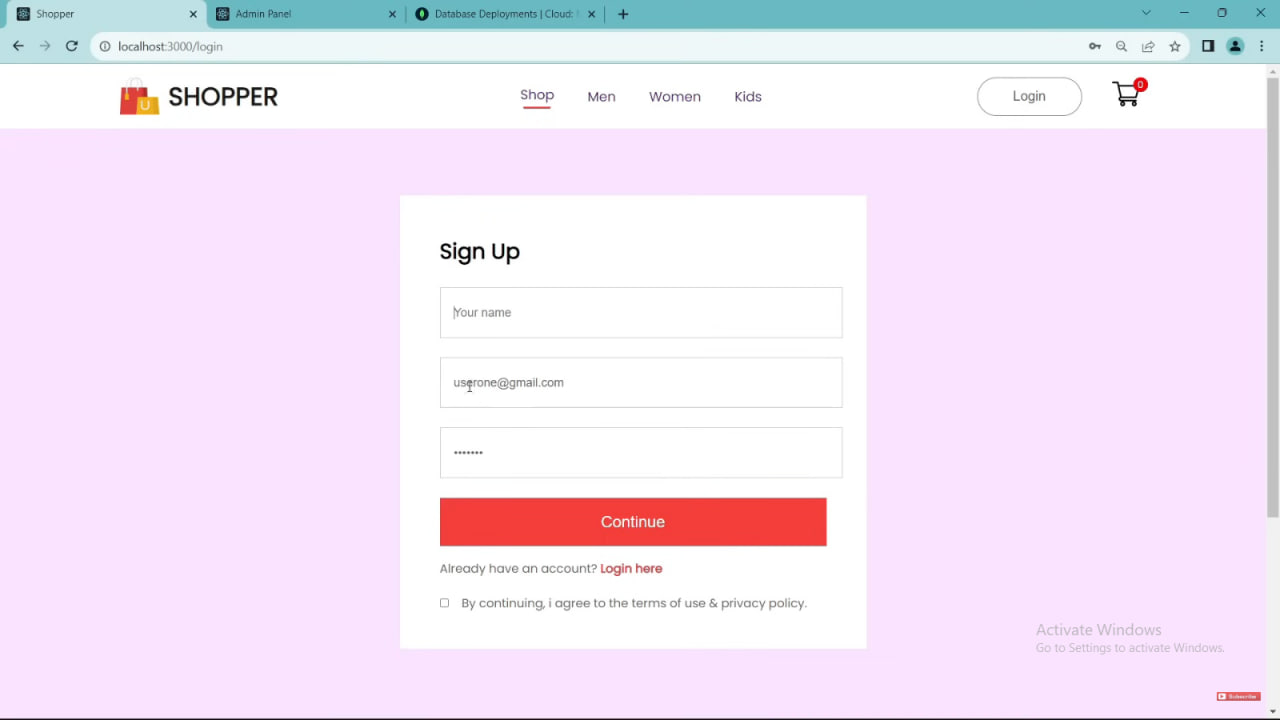 Shopper
Admin Panel
Database Deployments | Cloud:
localhost:3000/login
SHOPPER
Shop
Men
Women
Kids
Login
0
Sign Up
Your name
userone@gmail.com
•••••••
Continue
Already have an account? Login here
By continuing, i agree to the terms of use & privacy policy.
Activate Windows
Go to Settings to activate Windows.
Subscribe